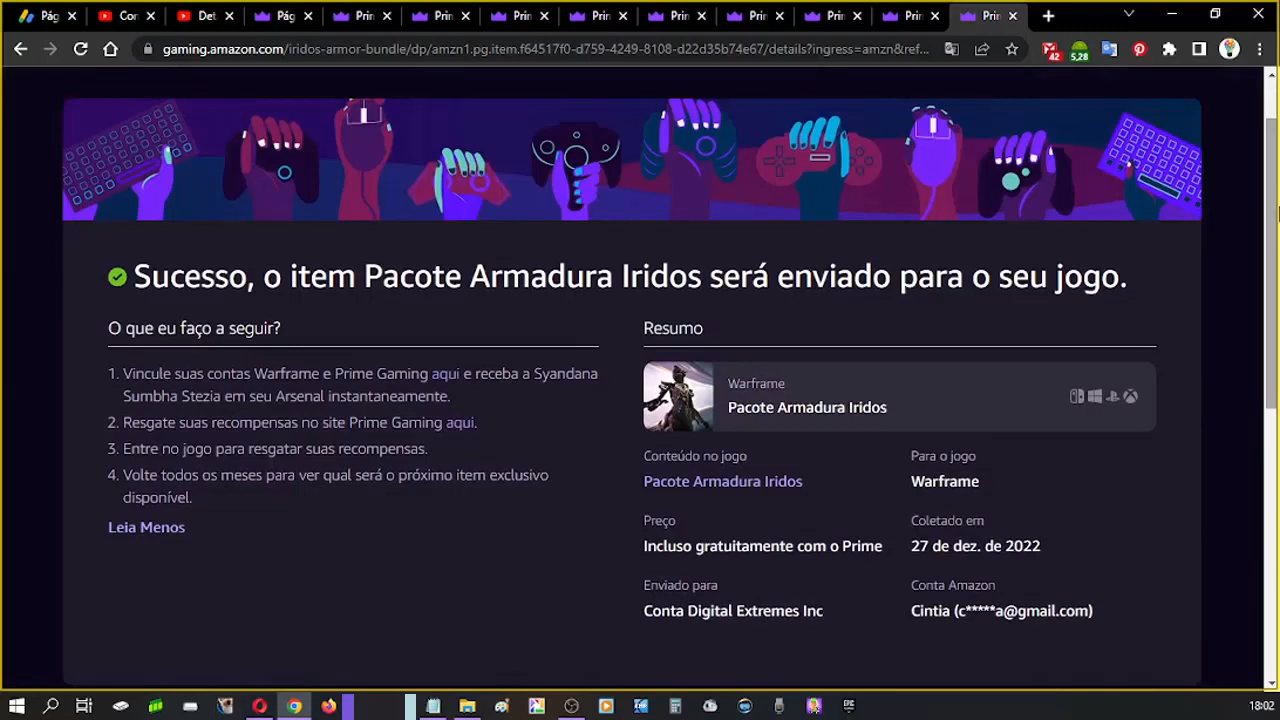 Pág
Cor
Det
Pág
Prin
Prin
Prin
Prin
Prin
Prin
Prin
Prin
Prin
gaming.amazon.com/iridos-armor-bundle/dp/amzn1.pg.item.f64517f0-d759-4249-8108-d22d35b74e67/details?ingress=amzn&ref...
42
5,28
Sucesso, o item Pacote Armadura Iridos será enviado para o seu jogo.
O que eu faço a seguir?
1. Vincule suas contas Warframe e Prime Gaming aqui e receba a Syandana
Sumbha Stezia em seu Arsenal instantaneamente.
2. Resgate suas recompensas no site Prime Gaming aqui.
3. Entre no jogo para resgatar suas recompensas.
4. Volte todos os meses para ver qual será o próximo item exclusivo
disponível.
Leia Menos
Resumo
Warframe
Pacote Armadura Iridos
Conteúdo no jogo
Para o jogo
Pacote Armadura Iridos
Warframe
Preço
Coletado em
Incluso gratuitamente com o Prime
27 de dez. de 2022
Enviado para
Conta Amazon
Conta Digital Extremes Inc
Cintia (c*****a@gmail.com)
18:02